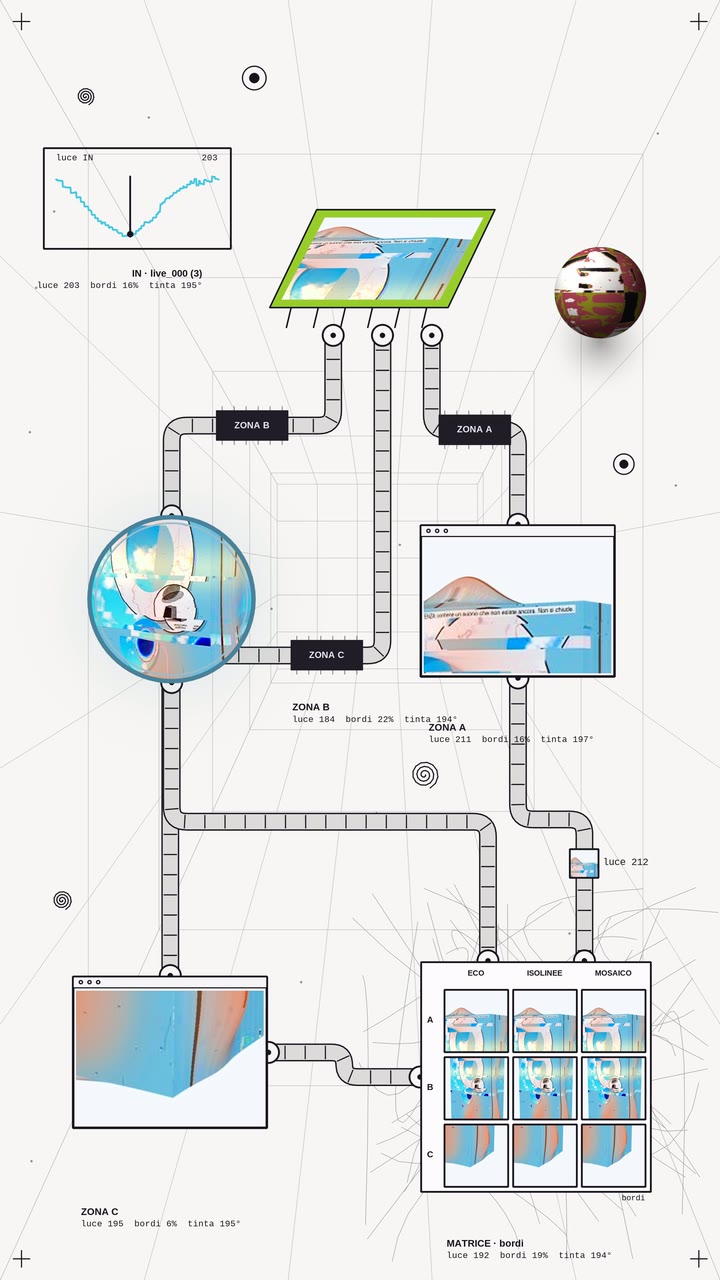 luce IN 203
IN · live_000 (3)
luce 203 bordi 16% tinta 195°
ZONA B
ZONA A
ZONA C
ZONA B
luce 184 bordi 22% tinta 194°
ZONA A
luce 211 bordi 16% tinta 197°
luce 212
ECO ISOLINEE MOSAICO
A
B
C
bordi
ZONA C
luce 195 bordi 6% tinta 195°
MATRICE · bordi
luce 192 bordi 19% tinta 194°